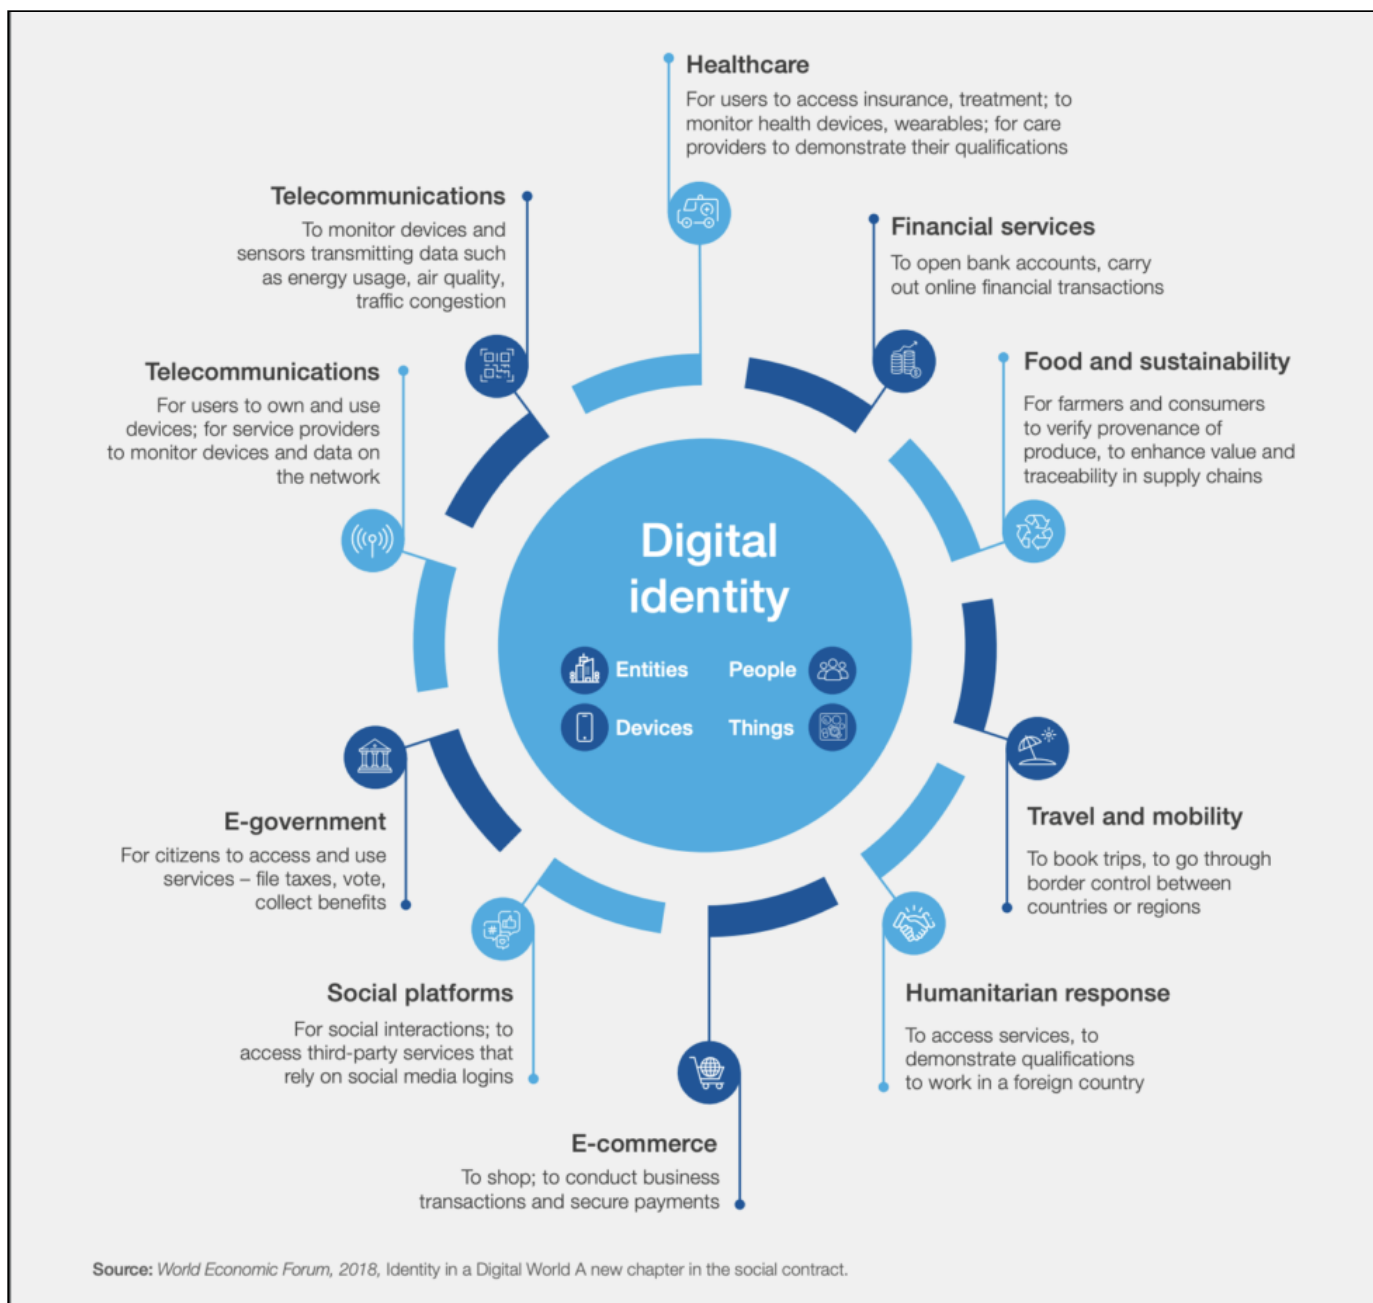 Healthcare
For users to access insurance, treatment; to
monitor health devices, wearables; for care
providers to demonstrate their qualifications
Financial services
To open bank accounts, carry
out online financial transactions
Food and sustainability
For farmers and consumers
to verify provenance of
produce, to enhance value and
traceability in supply chains
Travel and mobility
To book trips, to go through
border control between
countries or regions
Humanitarian response
To access services, to
demonstrate qualifications
to work in a foreign country
E-commerce
To shop; to conduct business
transactions and secure payments
Social platforms
For social interactions; to
access third-party services that
rely on social media logins
E-government
For citizens to access and use
services – file taxes, vote,
collect benefits
Telecommunications
For users to own and use
devices; for service providers
to monitor devices and data on
the network
Telecommunications
To monitor devices and
sensors transmitting data such
as energy usage, air quality,
traffic congestion
Digital
identity
Entities
People
Devices
Things
Source: World Economic Forum, 2018, Identity in a Digital World A new chapter in the social contract.